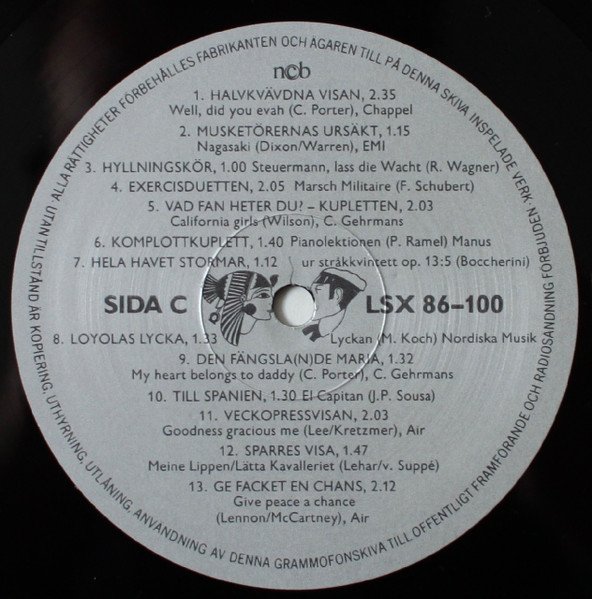 UTAN TILLSTÅND ÄR KOPIERING, UTHYRNING, UTLÅNING, ANVÄNDNING AV DENNA GRAMMOFONSKIVA TILL OFFENTLIGT FRAMFÖRANDE OCH RADIOSÄNDNING FÖRBJUDEN. ALLA RÄTTIGHETER FÖRBEHÅLLES FABRIKANTEN OCH ÄGAREN TILL PÅ DENNA SKIVA INSPELADE VERK.
ncb
1. HALVKVÄVDNA VISAN, 2.35
Well, did you evah (C. Porter), Chappel
2. MUSKETÖRERNAS URSÄKT, 1.15
Nagasaki (Dixon/Warren), EMI
3. HYLLNINGSKÖR, 1.00 Steuermann, lass die Wacht (R. Wagner)
4. EXERCISDUETTEN, 2.05 Marsch Militaire (F. Schubert)
5. VAD FAN HETER DU? – KUPLETTEN, 2.03
California girls (Wilson), C. Gehrmans
6. KOMPLOTTKUPLETT, 1.40 Pianolektionen (P. Ramel) Manus
7. HELA HAVET STORMAR, 1.12 ur stråkkvintett op. 13:5 (Boccherini)
SIDA C LSX 86–100
8. LOYOLAS LYCKA, 1.33 Lyckan (M. Koch) Nordiska Musik
9. DEN FÄNGSLA(N)DE MARIA, 1.32
My heart belongs to daddy (C. Porter), C. Gehrmans
10. TILL SPANIEN, 1.30 El Capitan (J.P. Sousa)
11. VECKOPRESSVISAN, 2.03
Goodness gracious me (Lee/Kretzmer), Air
12. SPARRES VISA, 1.47
Meine Lippen/Lätta Kavalleriet (Lehar/v. Suppé)
13. GE FACKET EN CHANS, 2.12
Give peace a chance
(Lennon/McCartney), Air